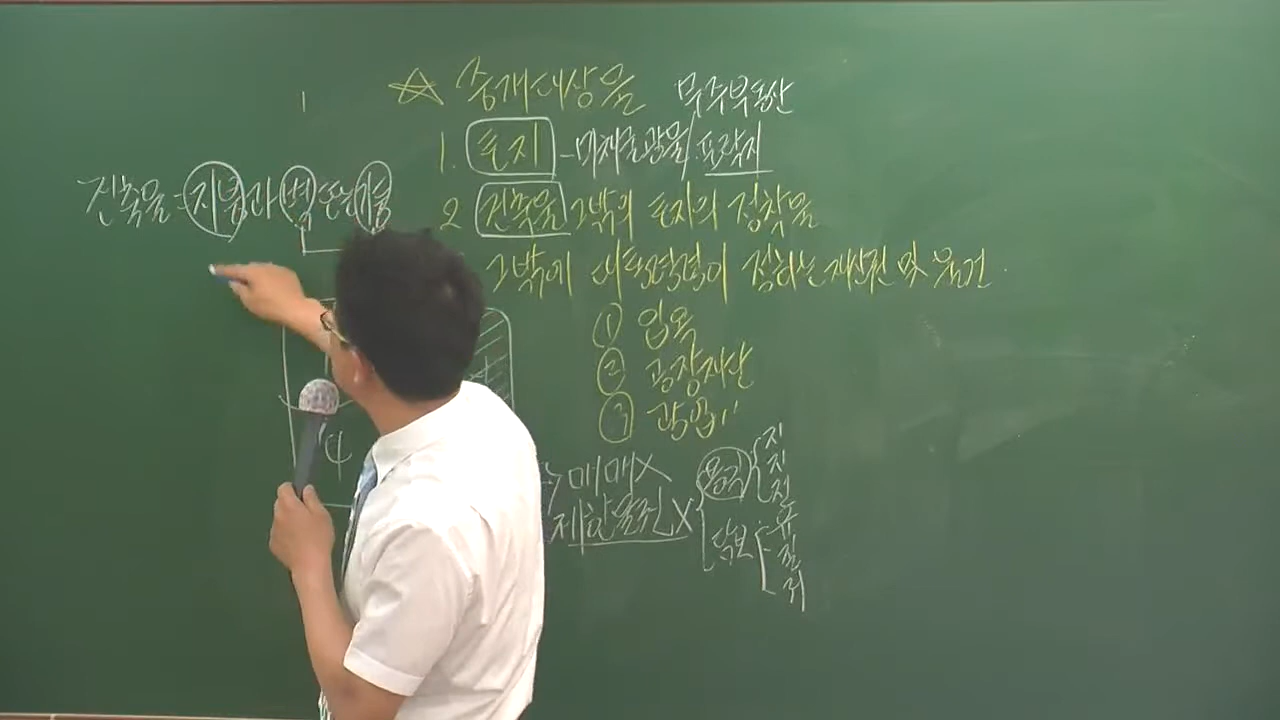 ☆ 중개대상물 무주부동산
1. 토지 - 미채굴광물/포락지
건축물 = 지붕과 벽 또는 기둥
2 건축물 그밖의 토지의 정착물
그밖에 대통령령이 정하는 재산권 및 물건
① 입목
② 공장재단
③ 광업〃
매매X
제한물권X
용익
지
지
전
담보
유
질
저
4